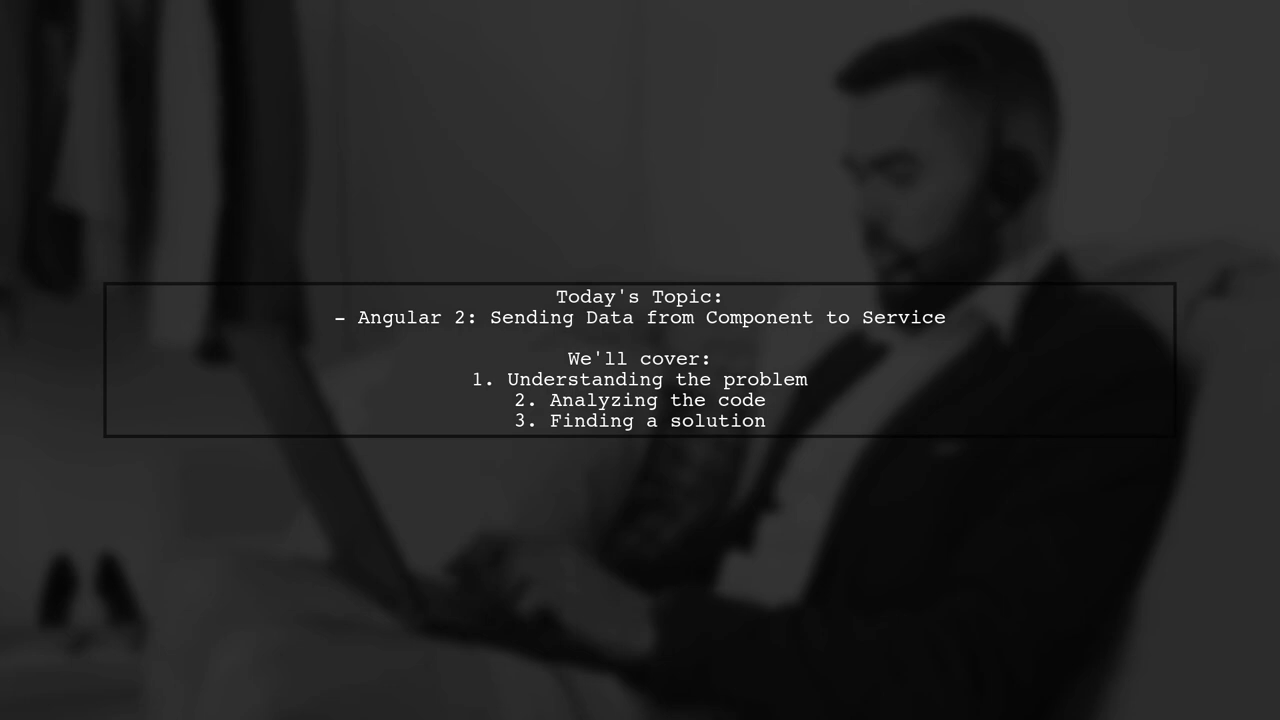 Today's Topic:
- Angular 2: Sending Data from Component to Service
We'll cover:
1. Understanding the problem
2. Analyzing the code
3. Finding a solution